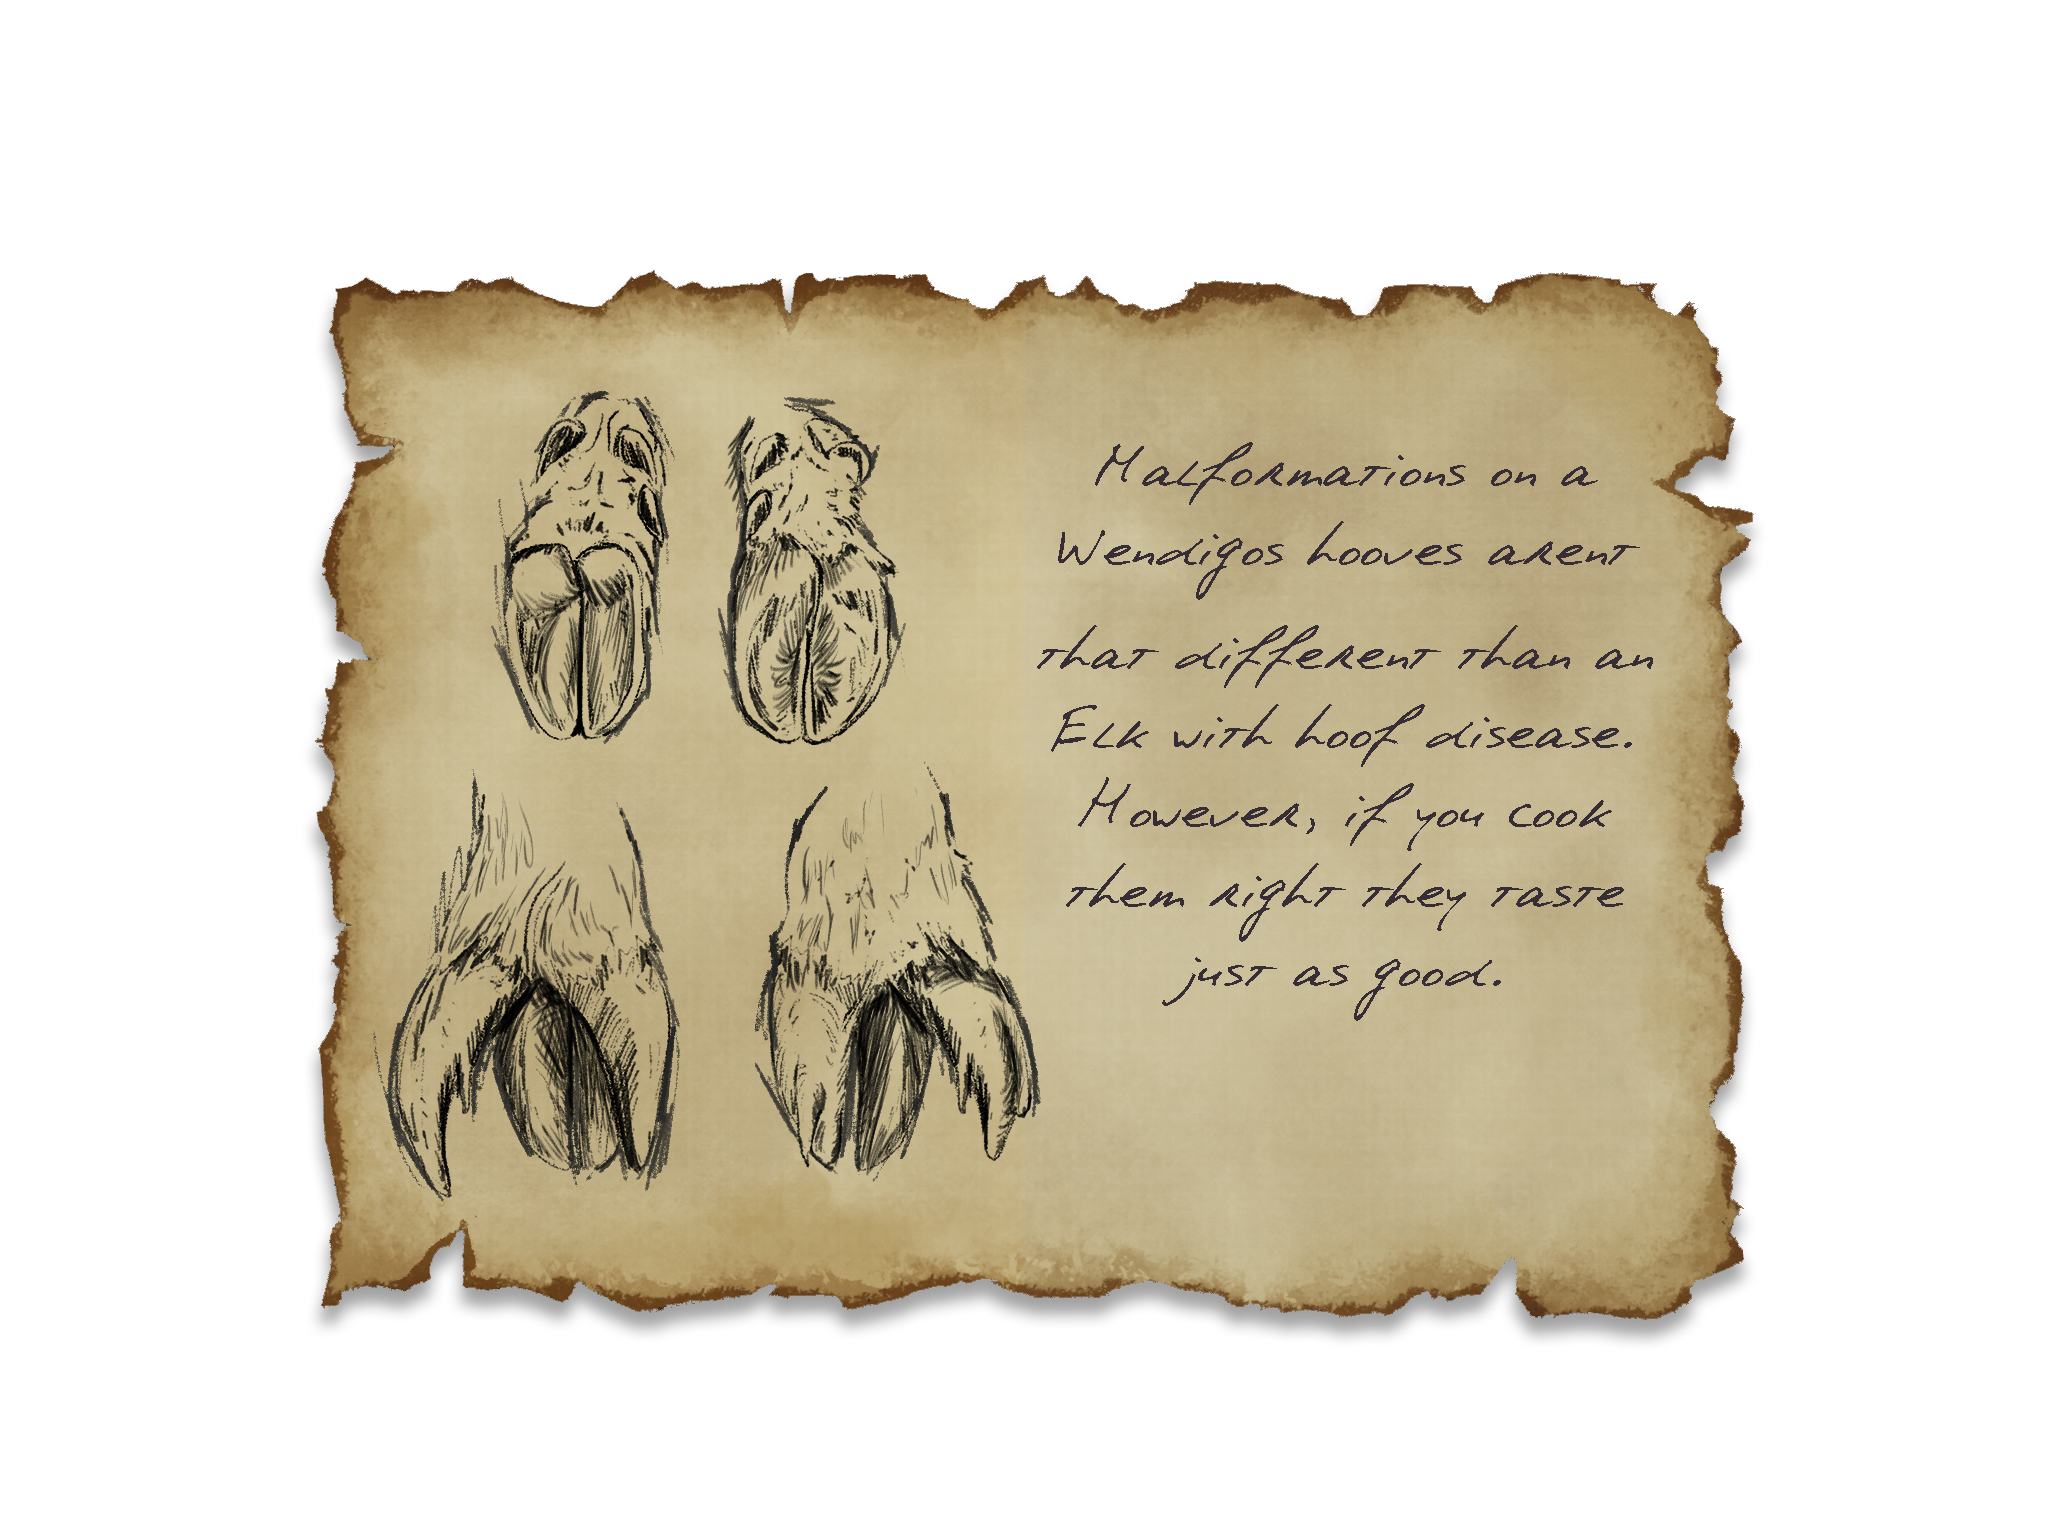 Malformations on a
Wendigos hooves arent
that different than an
Elk with hoof disease.
However, if you cook
them right they taste
just as good.